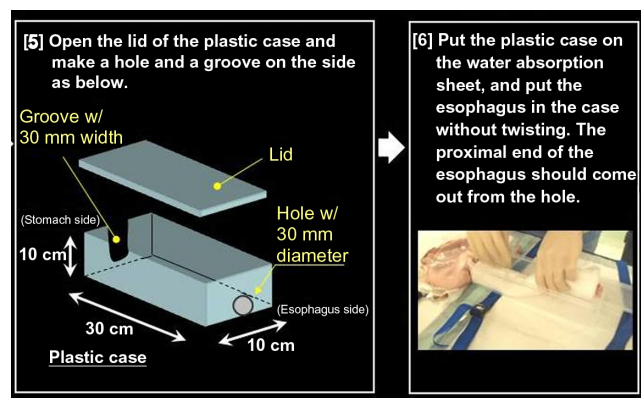 [5] Open the lid of the plastic case and
make a hole and a groove on the side
as below.
Groove w/
30 mm width
Lid
(Stomach side)
Hole w/
30 mm
diameter
10 cm
(Esophagus side)
30 cm
10 cm
Plastic case
[6] Put the plastic case on
the water absorption
sheet, and put the
esophagus in the case
without twisting. The
proximal end of the
esophagus should come
out from the hole.